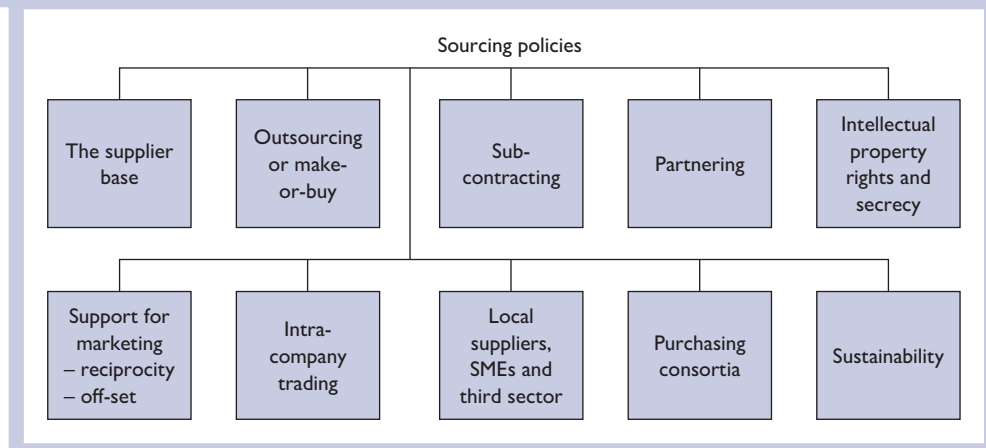 Sourcing policies
The supplier
base
Outsourcing
or make-
or-buy
Sub-
contracting
Partnering
Intellectual
property
rights and
secrecy
Support for
marketing
– reciprocity
– off-set
Intra-
company
trading
Local
suppliers,
SMEs and
third sector
Purchasing
consortia
Sustainability